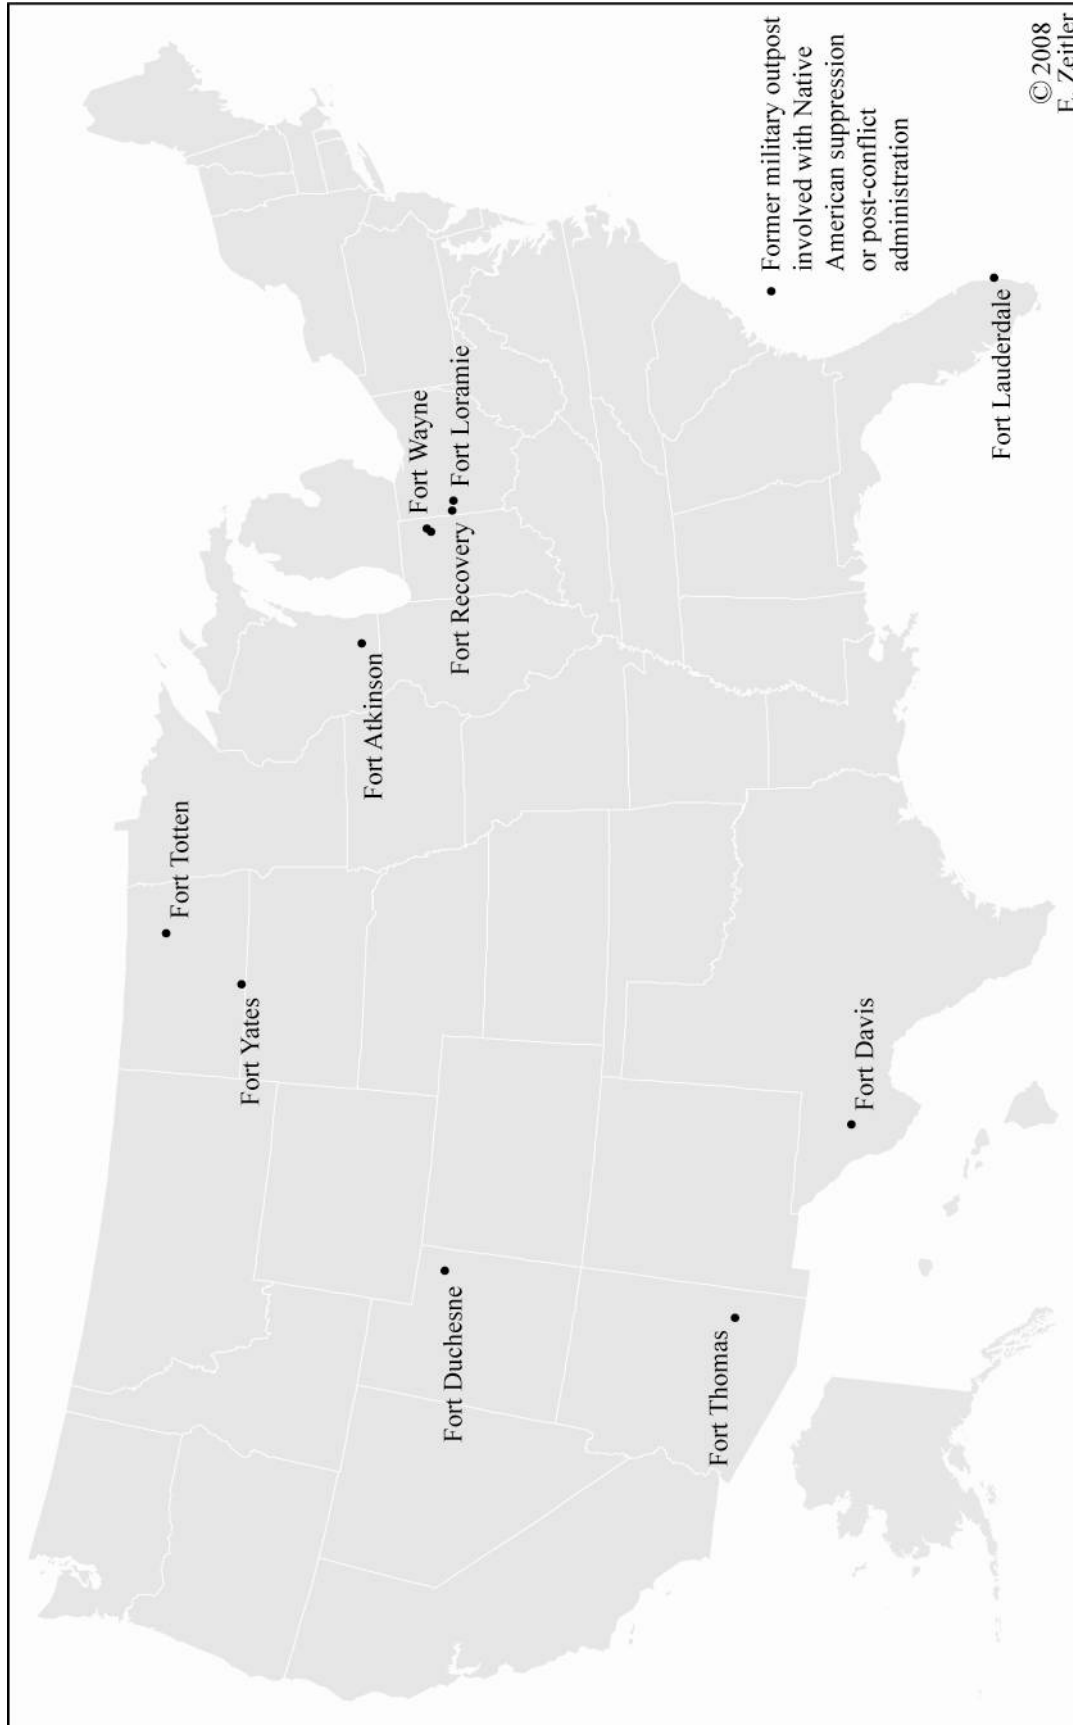 Fort Totten
Fort Yates
Fort Atkinson
Fort Wayne
Fort Recovery
Fort Loramie
Fort Duchesne
Fort Thomas
Fort Davis
Fort Lauderdale
Former military outpost
involved with Native
American suppression
or post-conflict
administration
© 2008
E. Zeitler